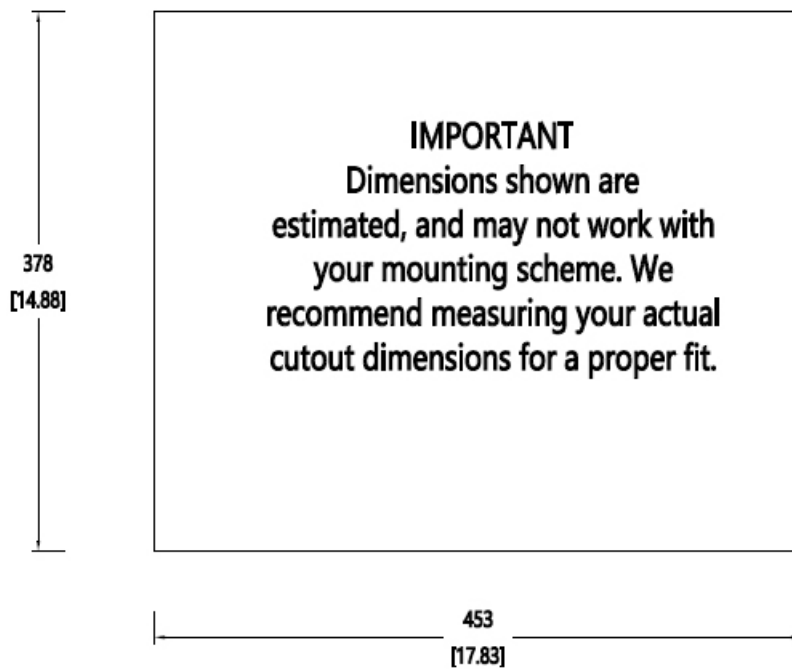 IMPORTANT
Dimensions shown are
estimated, and may not work with
your mounting scheme. We
recommend measuring your actual
cutout dimensions for a proper fit.
378
[14.88]
453
[17.83]